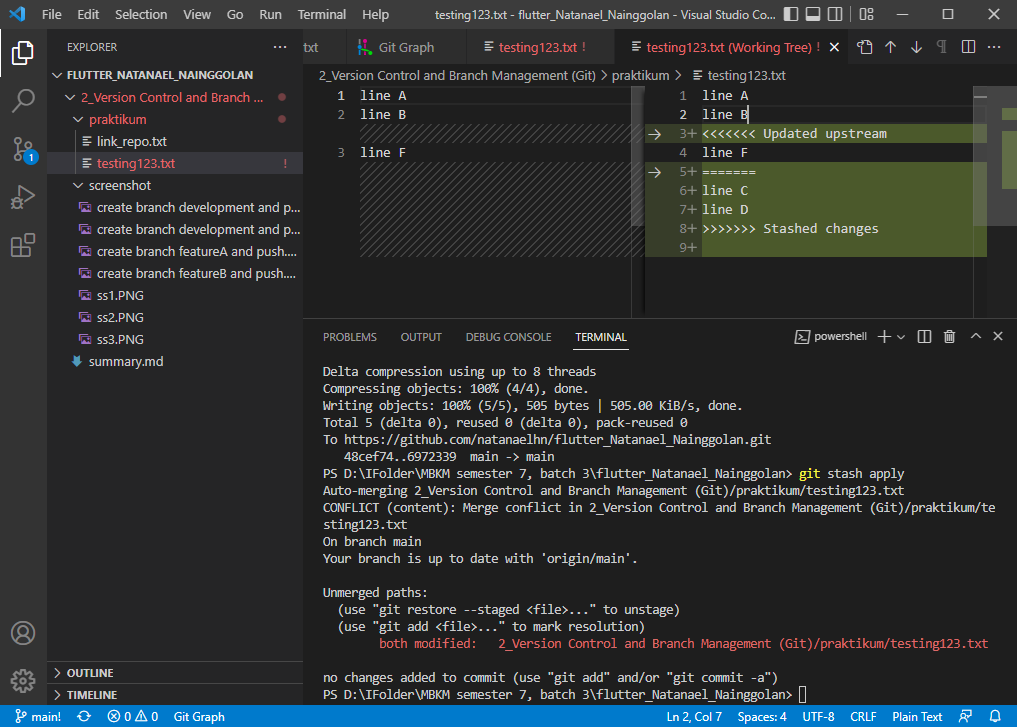 File Edit Selection View Go Run Terminal Help testing123.txt - flutter_Natanael_Nainggolan - Visual Studio Co...
EXPLORER ...
FLUTTER_NATANAEL_NAINGGOLAN
2_Version Control and Branch ...
praktikum
link_repo.txt
testing123.txt !
screenshot
create branch development and p...
create branch development and p...
create branch featureA and push....
create branch featureB and push....
ss1.PNG
ss2.PNG
ss3.PNG
summary.md
OUTLINE
TIMELINE
1
txt Git Graph testing123.txt ! testing123.txt (Working Tree) !
2_Version Control and Branch Management (Git) > praktikum > testing123.txt
1 line A
2 line B
3 line F
1 line A
2 line B
3+ <<<<<<< Updated upstream
4 line F
5+ =======
6+ line C
7+ line D
8+ >>>>>>> Stashed changes
9+
PROBLEMS OUTPUT DEBUG CONSOLE TERMINAL powershell
Delta compression using up to 8 threads
Compressing objects: 100% (4/4), done.
Writing objects: 100% (5/5), 505 bytes | 505.00 KiB/s, done.
Total 5 (delta 0), reused 0 (delta 0), pack-reused 0
To https://github.com/natanaelhn/flutter_Natanael_Nainggolan.git
48cef74..6972339 main -> main
PS D:\IFolder\MBKM semester 7, batch 3\flutter_Natanael_Nainggolan> git stash apply
Auto-merging 2_Version Control and Branch Management (Git)/praktikum/testing123.txt
CONFLICT (content): Merge conflict in 2_Version Control and Branch Management (Git)/praktikum/te
sting123.txt
On branch main
Your branch is up to date with 'origin/main'.
Unmerged paths:
(use "git restore --staged <file>..." to unstage)
(use "git add <file>..." to mark resolution)
both modified: 2_Version Control and Branch Management (Git)/praktikum/testing123.txt
no changes added to commit (use "git add" and/or "git commit -a")
PS D:\IFolder\MBKM semester 7, batch 3\flutter_Natanael_Nainggolan>
main! 0 0 Git Graph Ln 2, Col 7 Spaces: 4 UTF-8 CRLF Plain Text